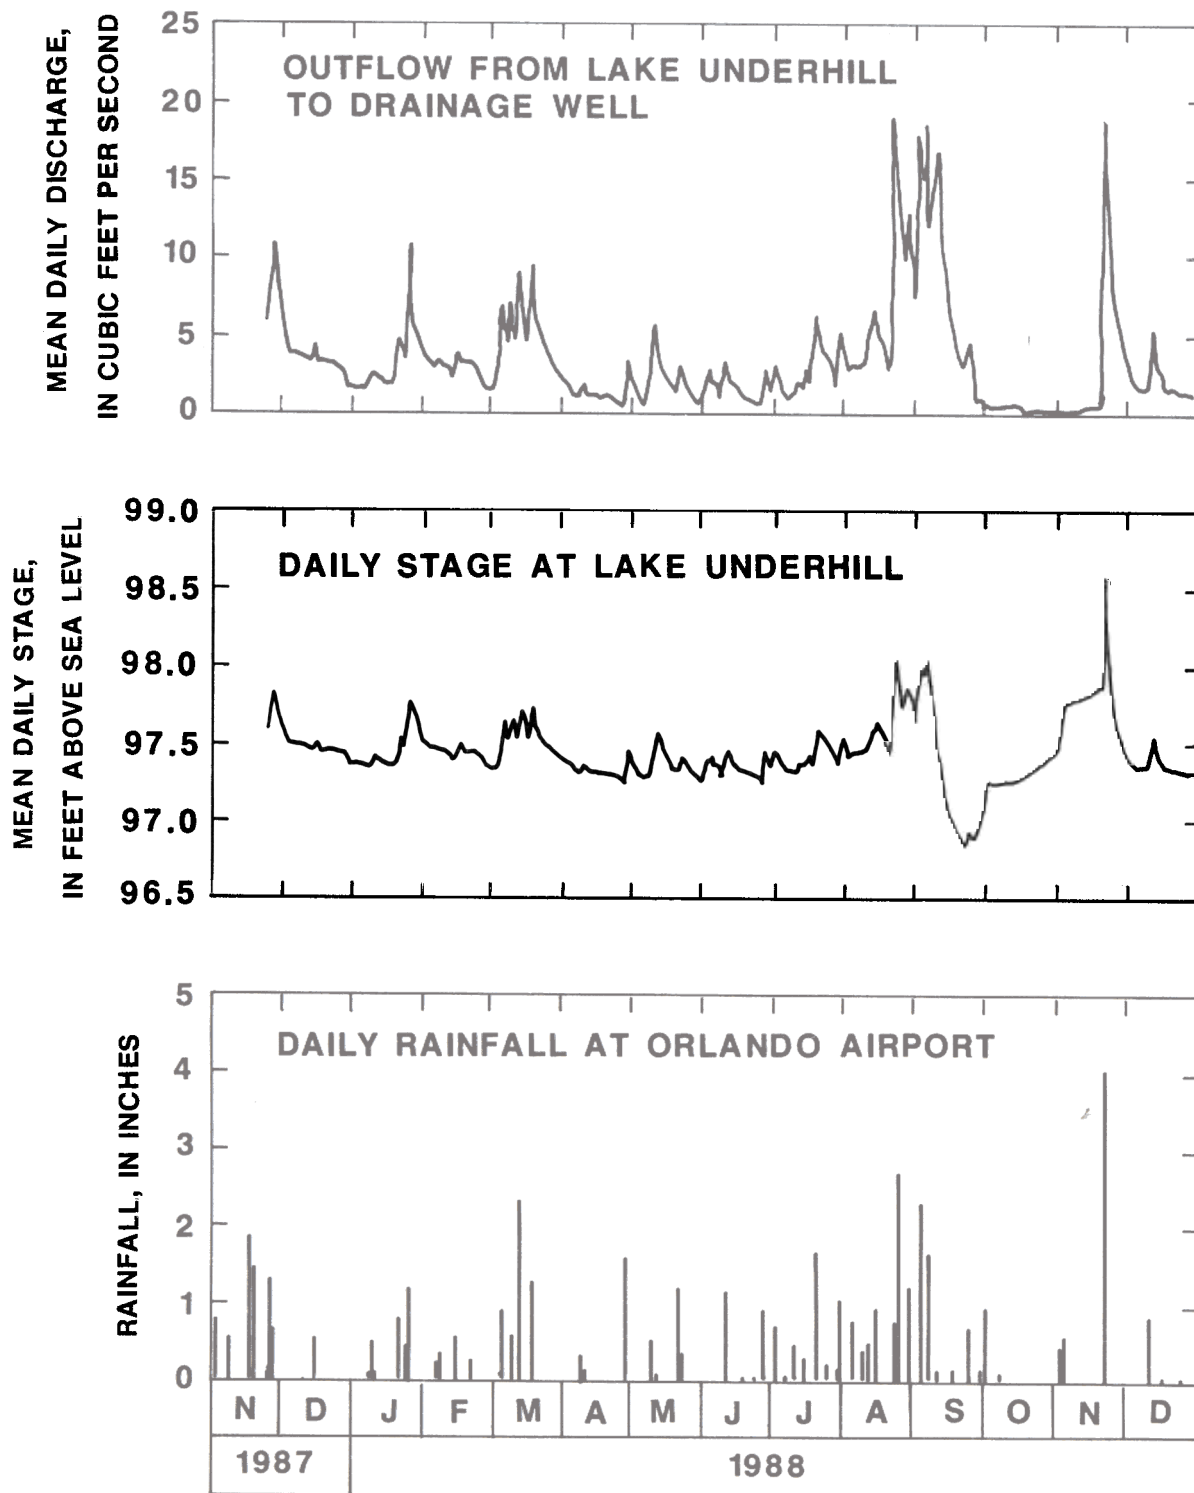 MEAN DAILY DISCHARGE,
IN CUBIC FEET PER SECOND
25
20
15
10
5
0
OUTFLOW FROM LAKE UNDERHILL
TO DRAINAGE WELL
MEAN DAILY STAGE,
IN FEET ABOVE SEA LEVEL
99.0
98.5
98.0
97.5
97.0
96.5
DAILY STAGE AT LAKE UNDERHILL
RAINFALL, IN INCHES
5
4
3
2
1
0
DAILY RAINFALL AT ORLANDO AIRPORT
N D J F M A M J J A S O N D
1987 1988